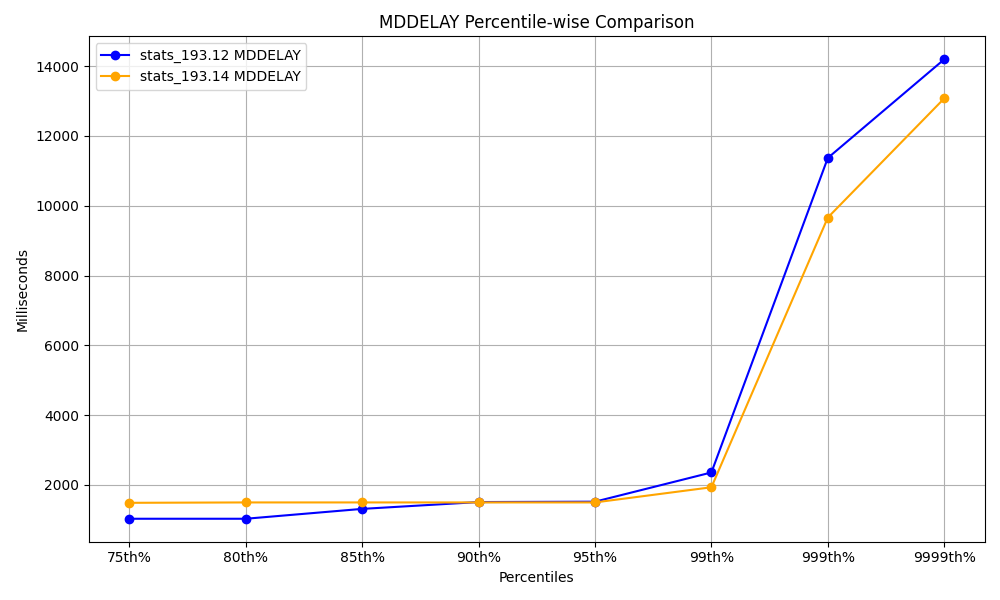 MDDELAY Percentile-wise Comparison
stats_193.12 MDDELAY
stats_193.14 MDDELAY
14000
12000
10000
8000
6000
4000
2000
Milliseconds
75th% 80th% 85th% 90th% 95th% 99th% 999th% 9999th%
Percentiles